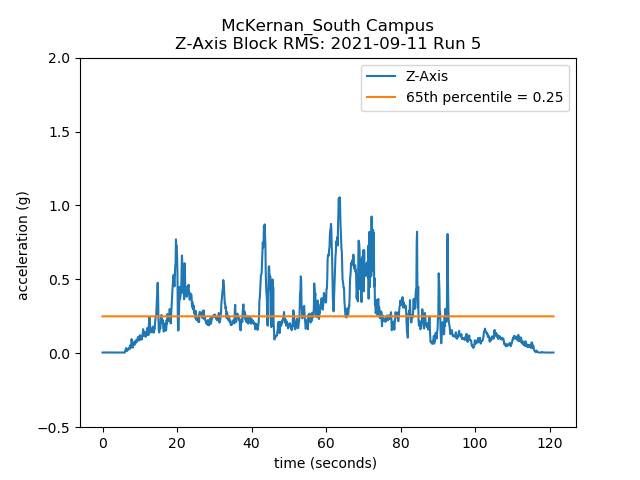 McKernan_South Campus
Z-Axis Block RMS: 2021-09-11 Run 5
2.0
Z-Axis
65th percentile = 0.25
1.5
1.0
acceleration (g)
0.5
0.0
−0.5
0 20 40 60 80 100 120
time (seconds)